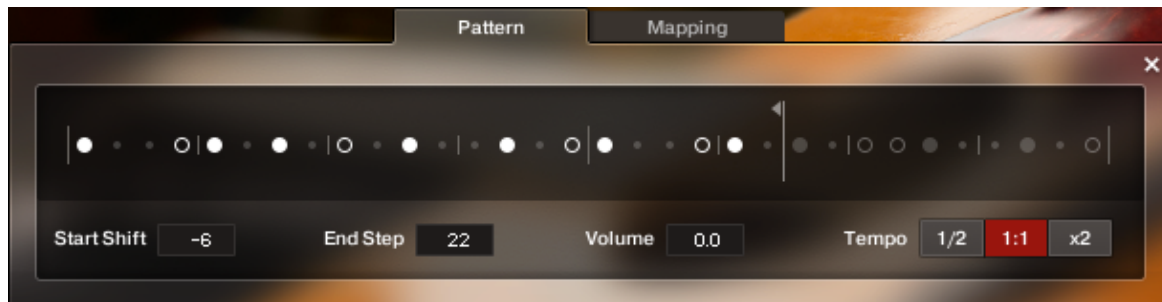 Pattern Mapping
×
Start Shift -6 End Step 22 Volume 0.0 Tempo 1/2 1:1 x2